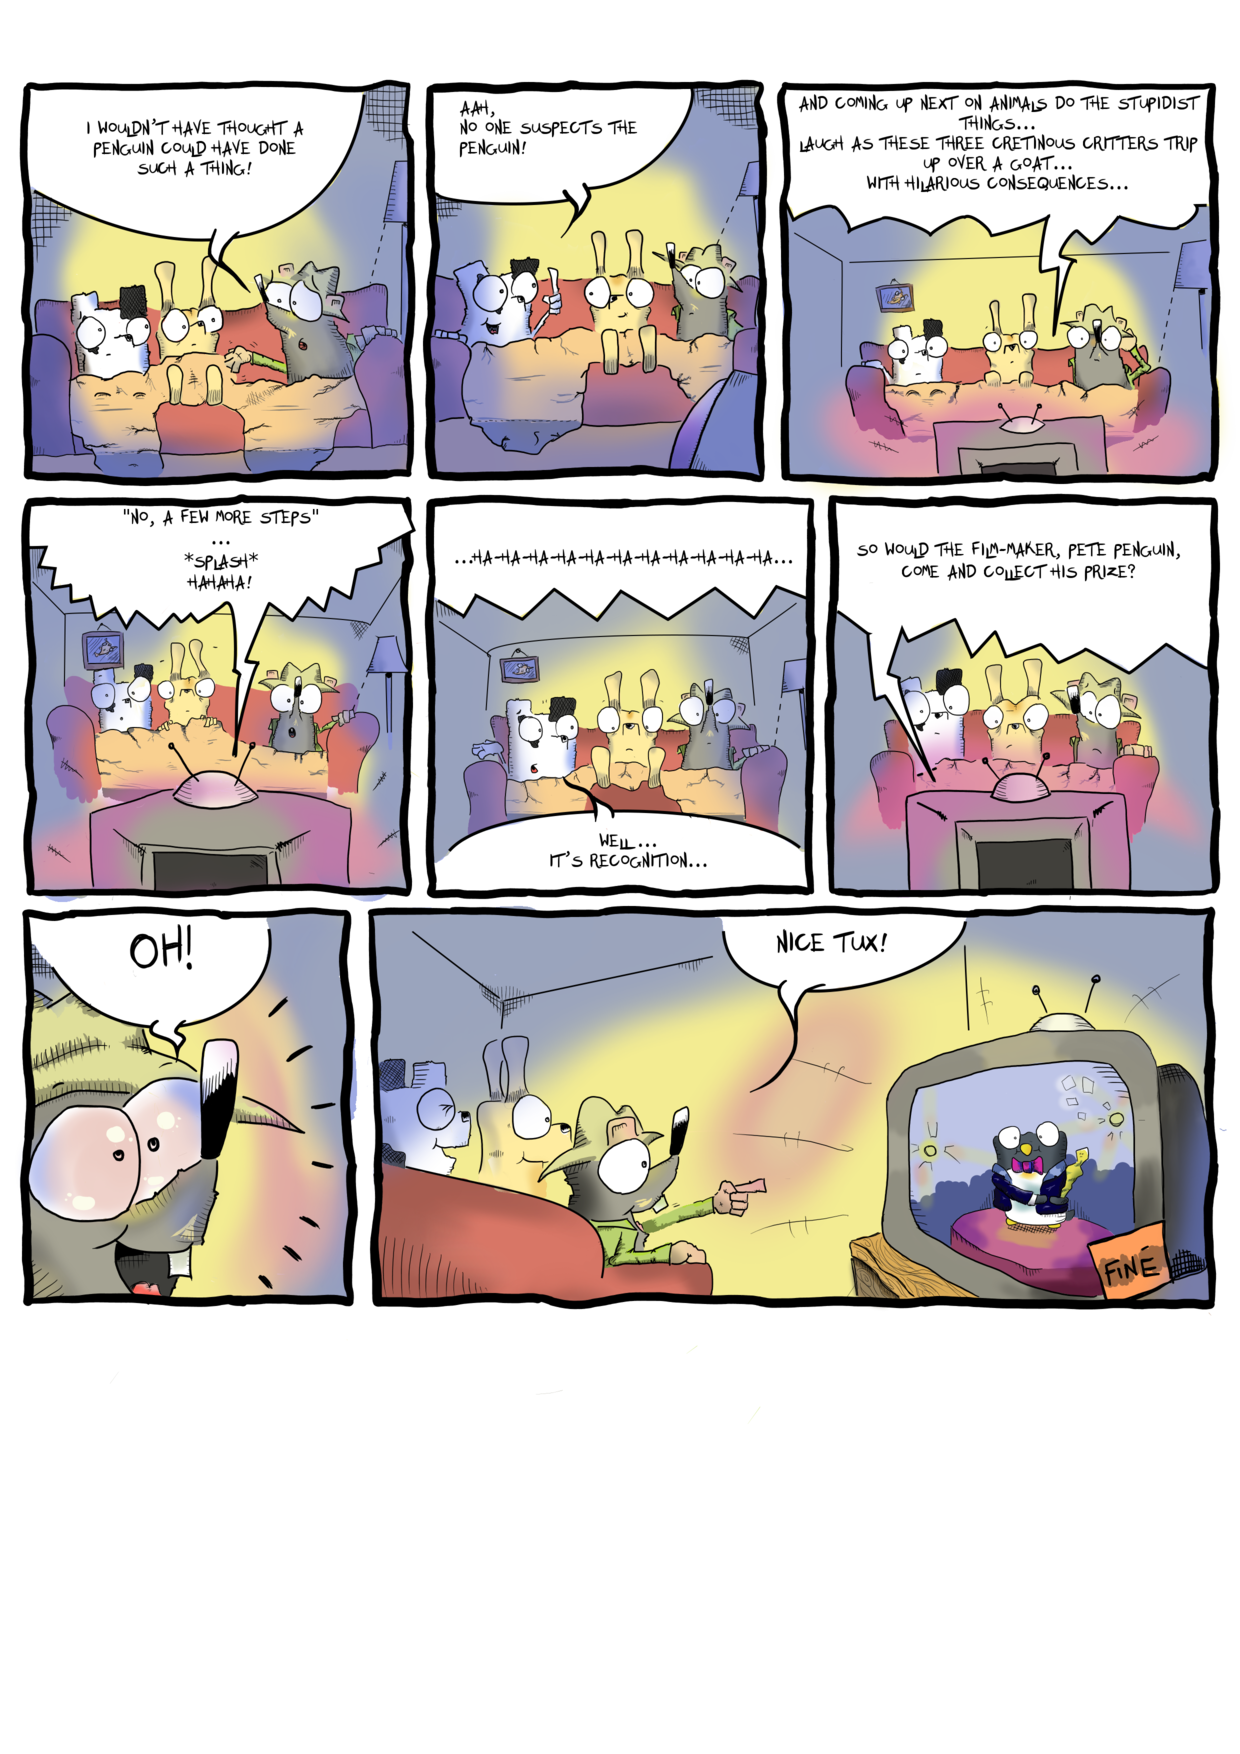 I WOULDN'T HAVE THOUGHT A
PENGUIN COULD HAVE DONE
SUCH A THING!
AAH,
NO ONE SUSPECTS THE
PENGUIN!
AND COMING UP NEXT ON ANIMALS DO THE STUPIDIST
THINGS...
LAUGH AS THESE THREE CRETINOUS CRITTERS TRIP
UP OVER A GOAT...
WITH HILARIOUS CONSEQUENCES...
"NO, A FEW MORE STEPS"
...
*SPLASH*
HAHAHA!
...HA-HA-HA-HA-HA-HA-HA-HA-HA-HA-HA...
WELL...
IT'S RECOGNITION...
SO WOULD THE FILM-MAKER, PETE PENGUIN,
COME AND COLLECT HIS PRIZE?
OH!
NICE TUX!
FINÉ